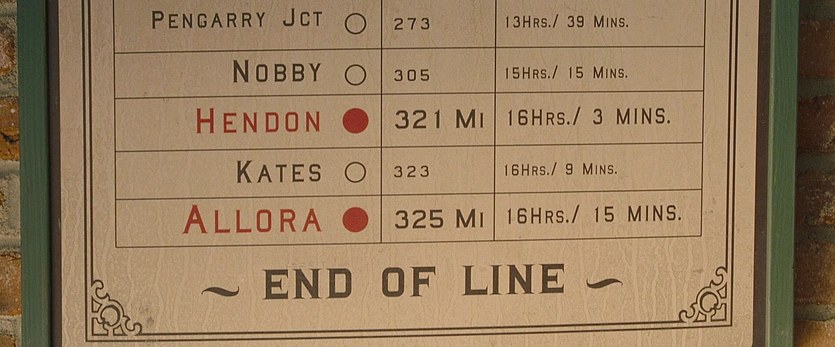 PENGARRY JCT 273 13HRS./ 39 MINS.
NOBBY 305 15HRS./ 15 MINS.
HENDON 321 MI 16HRS./ 3 MINS.
KATES 323 16HRS./ 9 MINS.
ALLORA 325 MI 16HRS./ 15 MINS.
~ END OF LINE ~